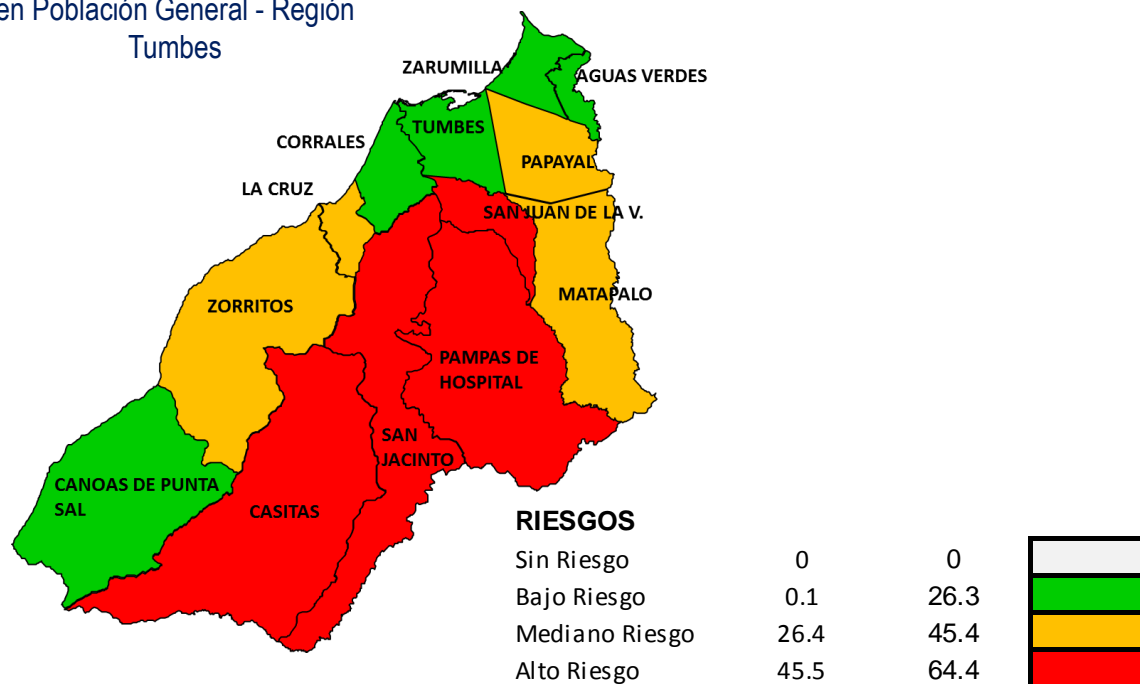 en Población General - Región
Tumbes
ZARUMILLA
AGUAS VERDES
TUMBES
CORRALES
PAPAYAL
LA CRUZ
SAN JUAN DE LA V.
MATAPALO
ZORRITOS
PAMPAS DE
HOSPITAL
SAN
JACINTO
CANOAS DE PUNTA
SAL
CASITAS
RIESGOS
Sin Riesgo 0 0
Bajo Riesgo 0.1 26.3
Mediano Riesgo 26.4 45.4
Alto Riesgo 45.5 64.4